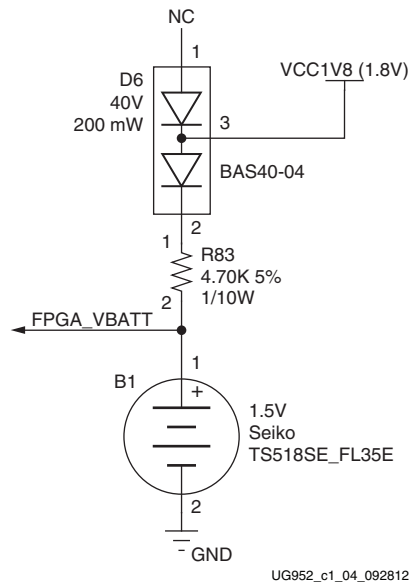 NC
1
D6
40V
200 mW
VCC1V8 (1.8V)
3
BAS40-04
2
1
R83
4.70K 5%
1/10W
2
FPGA_VBATT
1
B1
+
1.5V
Seiko
TS518SE_FL35E
2
GND
UG952_c1_04_092812